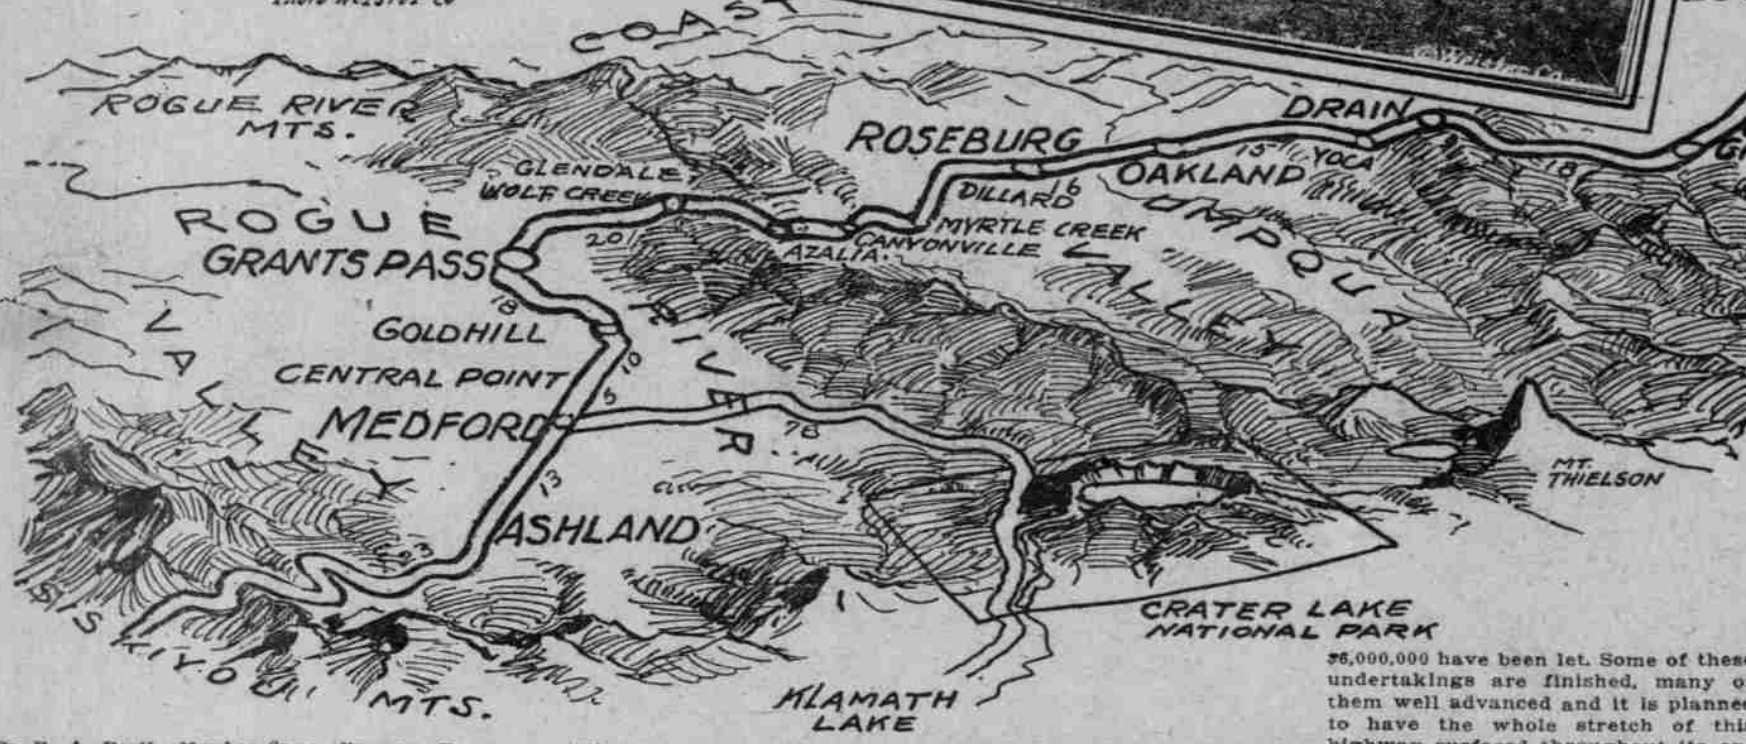 COAST
ROGUE RIVER
MTS.
DRAIN
ROSEBURG
GLENDALE
WOLF CREEK
15
YOCA
18
OAKLAND
DILLARD
16
ROGUE
RIVER
VALLEY
UMPQUA
VALLEY
MYRTLE CREEK
CANYONVILLE
AZALIA.
20
GRANTS PASS
18
GOLDHILL
10
CENTRAL POINT
5
MEDFORD
78
13
ASHLAND
MT.
THIELSON
SISKIYOU MTS.
CRATER LAKE
NATIONAL PARK
KLAMATH
LAKE
$6,000,000 have been let. Some of these
undertakings are finished, many o
them well advanced and it is planned
to have the whole stretch of this